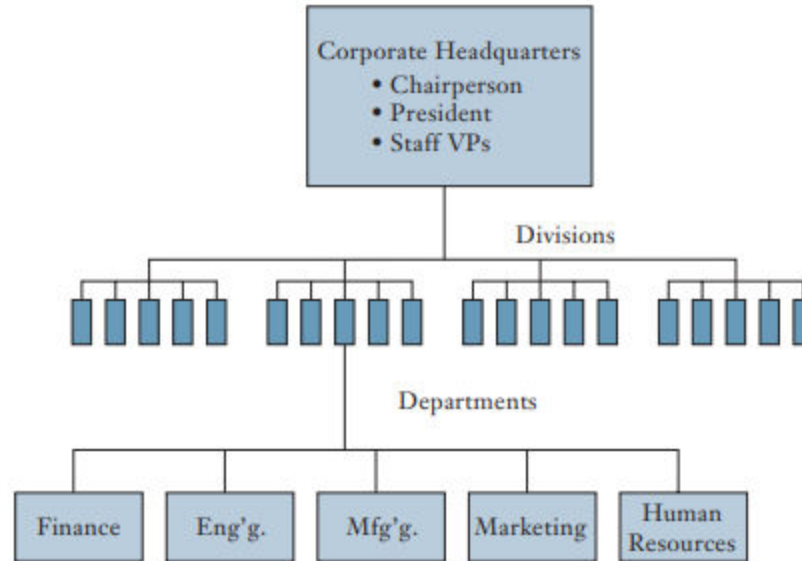 Corporate Headquarters
• Chairperson
• President
• Staff VPs
Divisions
Departments
Finance
Eng'g.
Mfg'g.
Marketing
Human
Resources